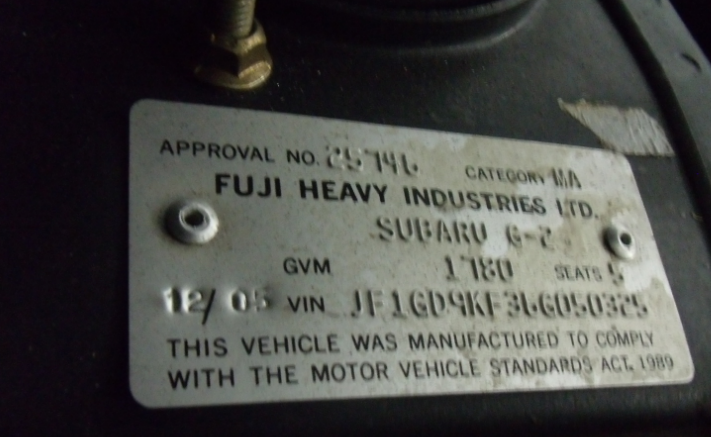 APPROVAL NO. 25746 CATEGORY MA
FUJI HEAVY INDUSTRIES LTD.
SUBARU G-2
GVM 1780 SEATS 5
12/05 VIN JF1GD9KF36G050325
THIS VEHICLE WAS MANUFACTURED TO COMPLY
WITH THE MOTOR VEHICLE STANDARDS ACT. 1989